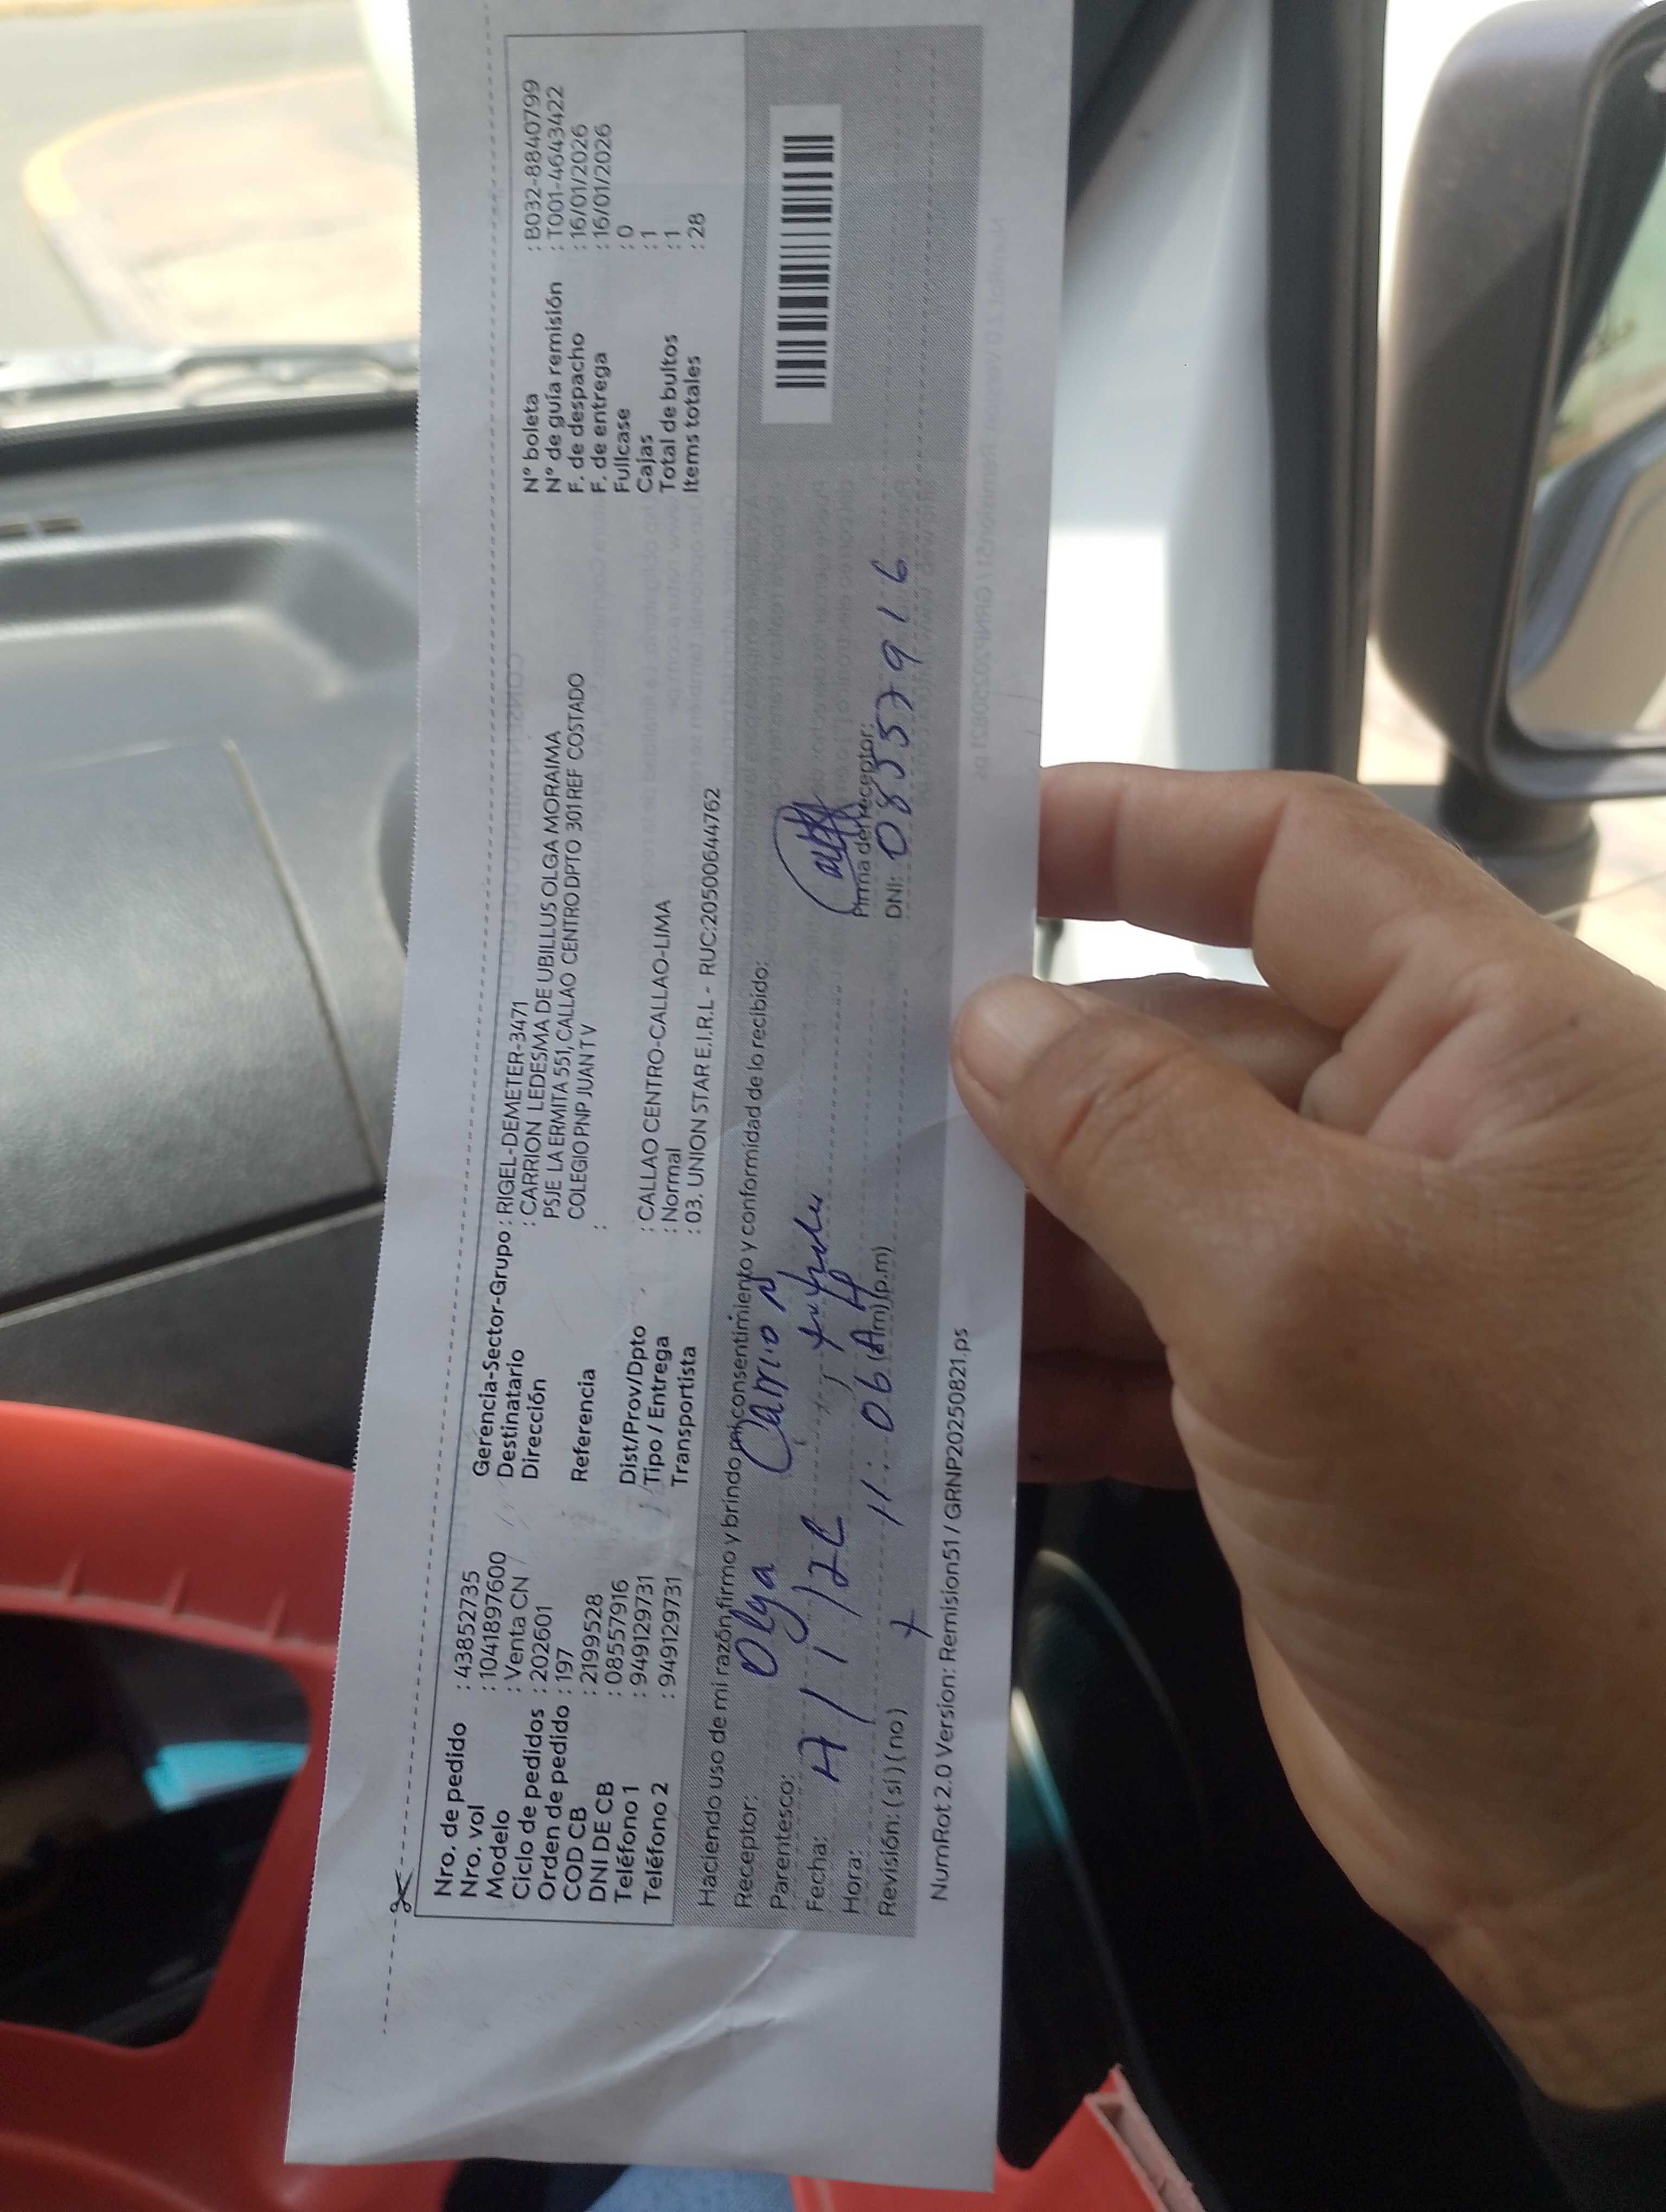 Nro. de pedido : 43852735
Nro. vol : 1041897600
Modelo : Venta CN
Ciclo de pedidos : 202601
Orden de pedido : 197
COD CB : 2199528
DNI DE CB : 08557916
Teléfono 1 : 949129731
Teléfono 2 : 949129731
Gerencia-Sector-Grupo : RIGEL-DEMETER-3471
Destinatario : CARRION LEDESMA DE UBILLUS OLGA MORAIMA
Dirección PSJE LA ERMITA 551, CALLAO CENTRO DPTO 301 REF COSTADO
COLEGIO PNP JUAN T V
Referencia :
Dist/Prov/Dpto : CALLAO CENTRO-CALLAO-LIMA
Tipo / Entrega : Normal
Transportista : 03. UNION STAR E.I.R.L - RUC:20500644762
N° boleta : B032-8840799
N° de guía remisión : T001-4643422
F. de despacho : 16/01/2026
F. de entrega : 16/01/2026
Fullcase : 0
Cajas : 1
Total de bultos : 1
Items totales : 28
Haciendo uso de mi razón, firmo y brindo mi consentimiento y conformidad de lo recibido:
Receptor: Olga Carrion
Parentesco:
Fecha:
Hora: 11:06 (a.m) (p.m)
Revisión: (si) (no)
Firma del receptor:
DNI: 08557916
NumRot 2.0 Version: Remision51 / GRNP20250821.ps